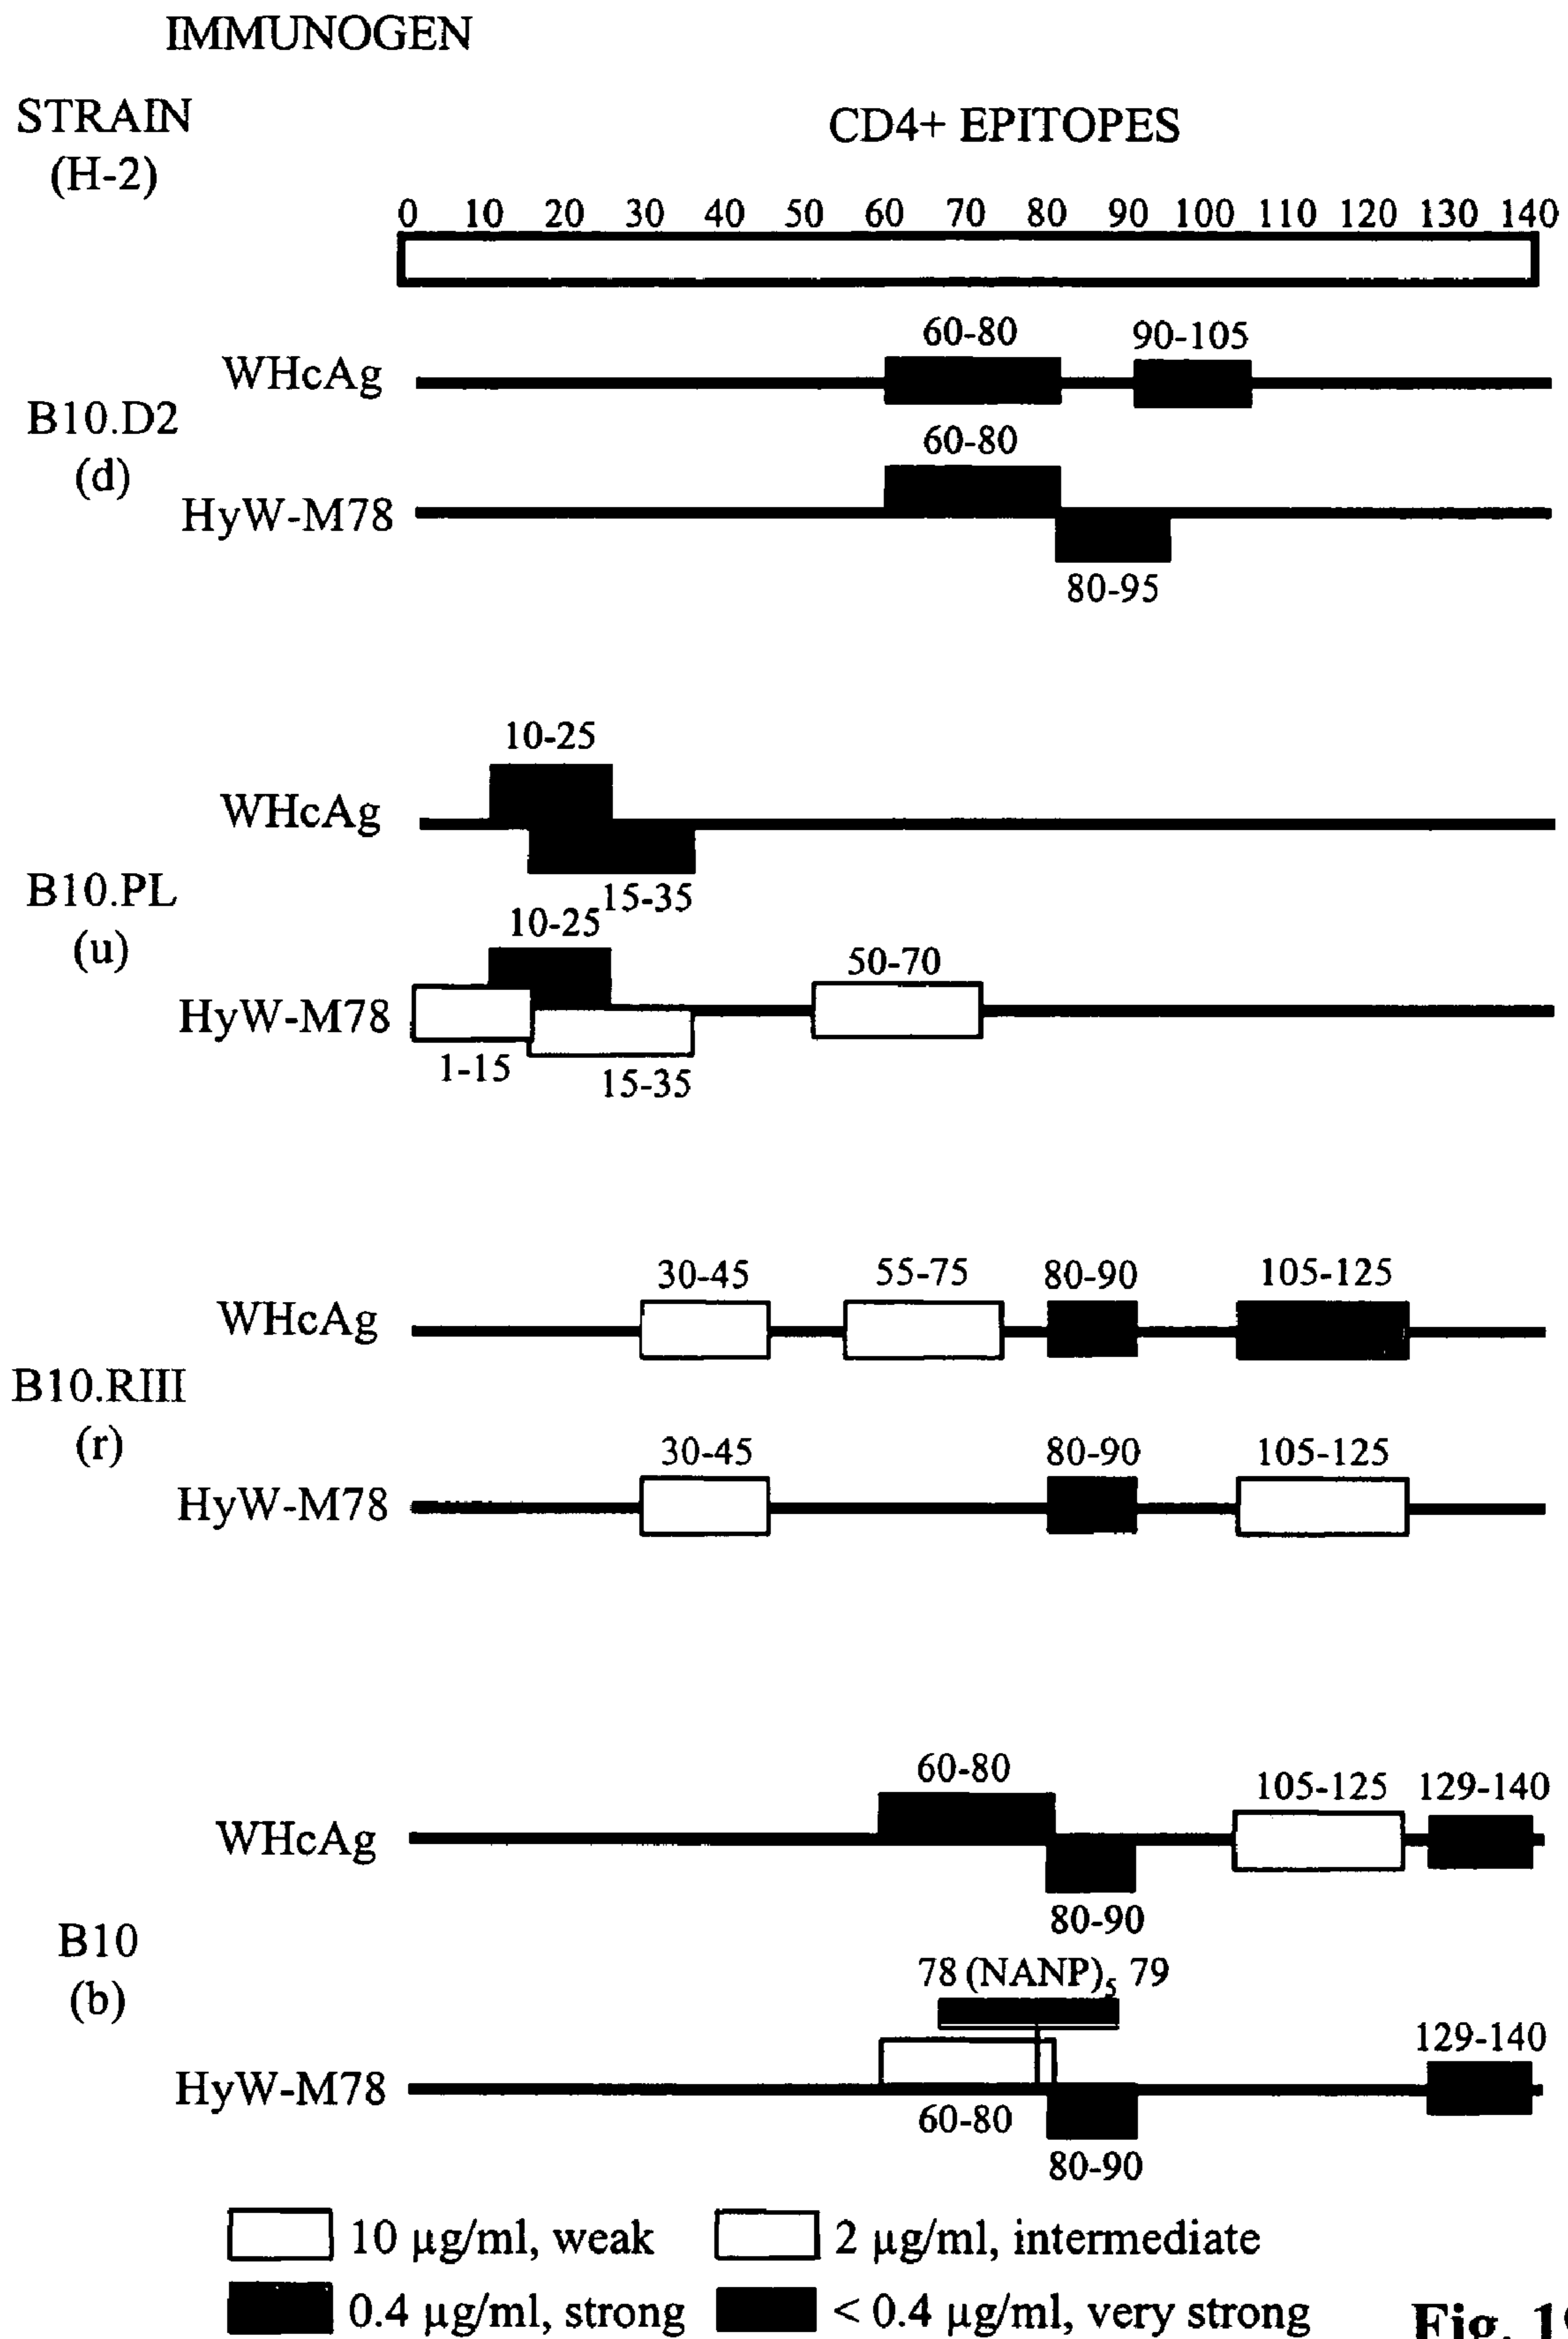 IMMUNOGEN
STRAIN
(H-2)
CD4+ EPITOPES
0 10 20 30 40 50 60 70 80 90 100 110 120 130 140
60-80 90-105
WHcAg
B10.D2
(d)
60-80
HyW-M78
80-95
10-25
WHcAg
15-35
B10.PL
(u)
10-25
50-70
HyW-M78
1-15
15-35
30-45 55-75 80-90 105-125
WHcAg
B10.RIII
(r)
30-45 80-90 105-125
HyW-M78
60-80 105-125 129-140
WHcAg
80-90
B10
(b)
78 (NANP)5 79
129-140
HyW-M78
60-80
80-90
10 µg/ml, weak 2 µg/ml, intermediate
0.4 µg/ml, strong < 0.4 µg/ml, very strong
Fig.